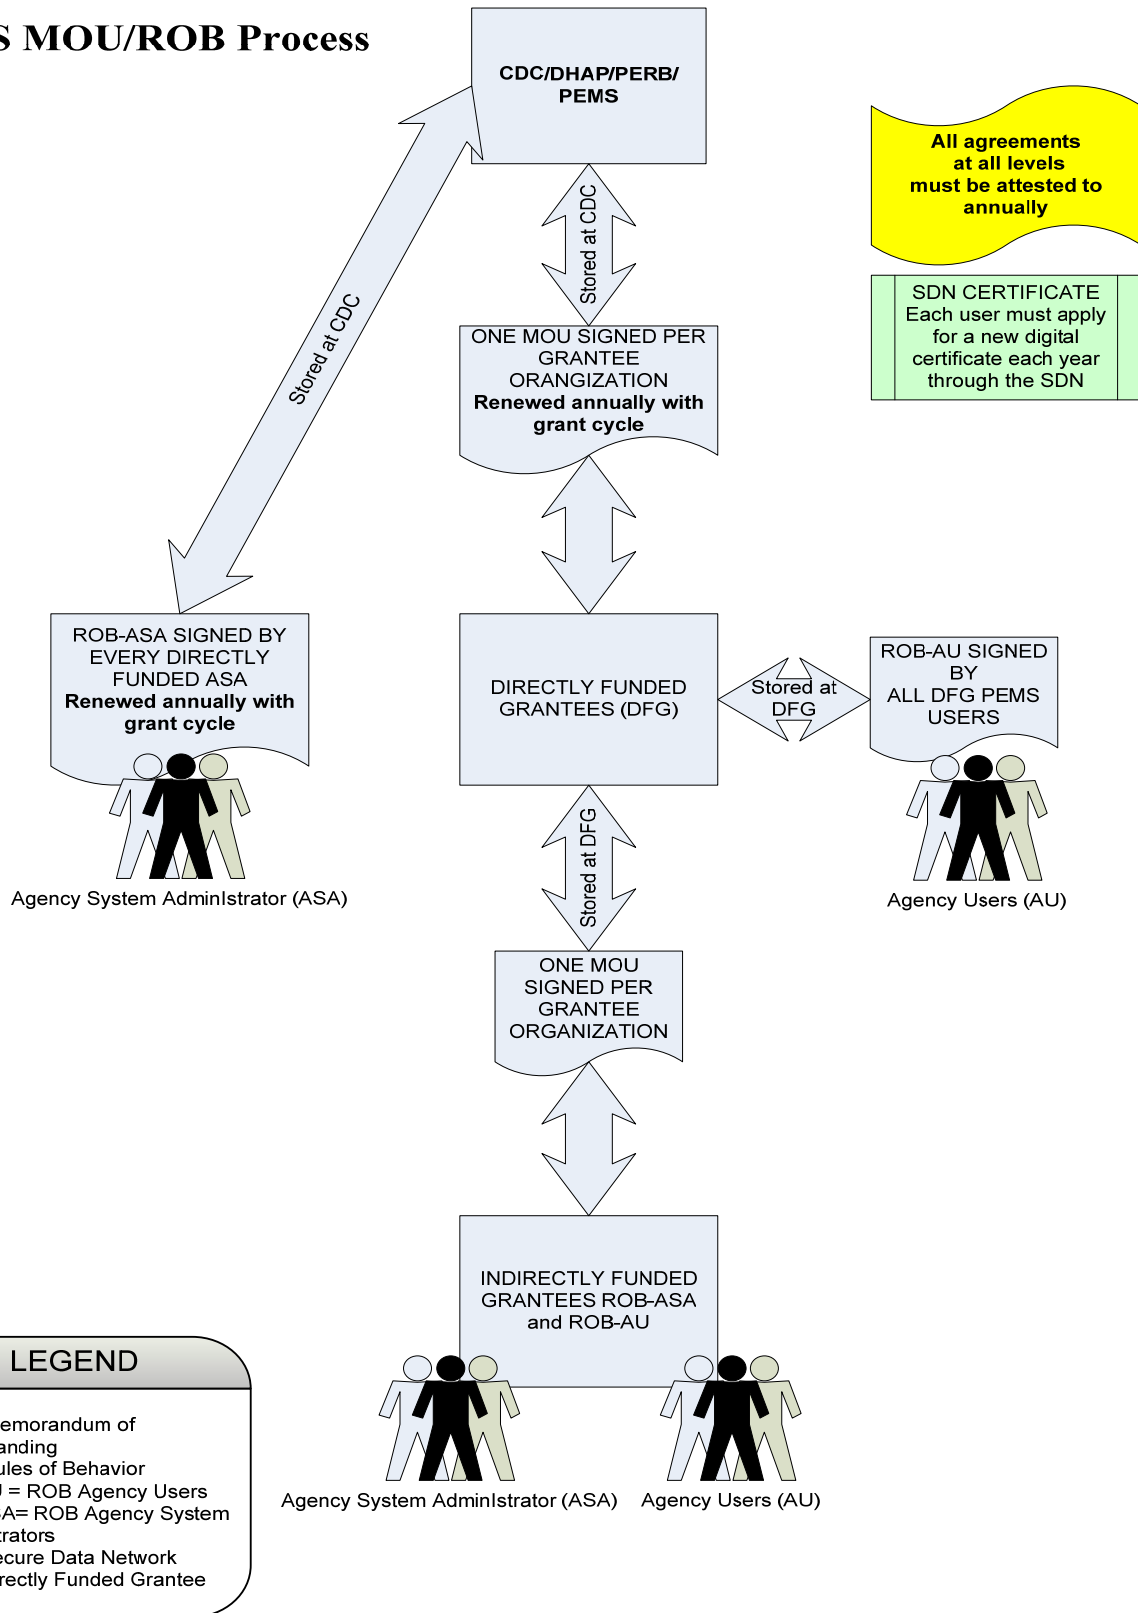 S MOU/ROB Process
CDC/DHAP/PERB/
PEMS
All agreements
at all levels
must be attested to
annually
SDN CERTIFICATE
Each user must apply
for a new digital
certificate each year
through the SDN
Stored at CDC
Stored at CDC
ONE MOU SIGNED PER
GRANTEE
ORANGIZATION
Renewed annually with
grant cycle
ROB-ASA SIGNED BY
EVERY DIRECTLY
FUNDED ASA
Renewed annually with
grant cycle
Agency System AdminIstrator (ASA)
DIRECTLY FUNDED
GRANTEES (DFG)
Stored at
DFG
ROB-AU SIGNED
BY
ALL DFG PEMS
USERS
Agency Users (AU)
Stored at DFG
ONE MOU
SIGNED PER
GRANTEE
ORGANIZATION
INDIRECTLY FUNDED
GRANTEES ROB-ASA
and ROB-AU
Agency System AdminIstrator (ASA)
Agency Users (AU)
LEGEND
emorandum of
anding
ules of Behavior
U = ROB Agency Users
SA= ROB Agency System
trators
ecure Data Network
rectly Funded Grantee